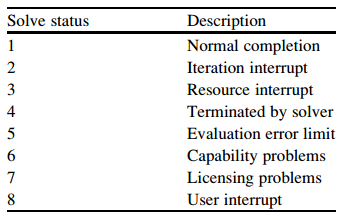 Solve status Description
1 Normal completion
2 Iteration interrupt
3 Resource interrupt
4 Terminated by solver
5 Evaluation error limit
6 Capability problems
7 Licensing problems
8 User interrupt